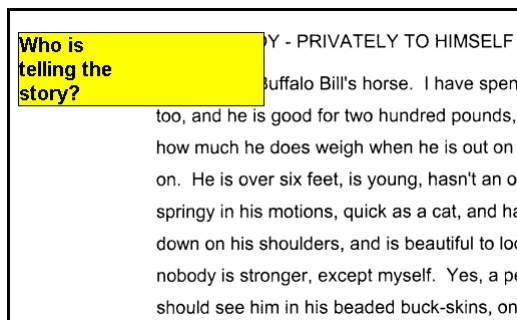 Who is
telling the
story?
DY - PRIVATELY TO HIMSELF
Buffalo Bill's horse. I have spen
too, and he is good for two hundred pounds,
how much he does weigh when he is out on
on. He is over six feet, is young, hasn't an o
springy in his motions, quick as a cat, and ha
down on his shoulders, and is beautiful to loo
nobody is stronger, except myself. Yes, a pe
should see him in his beaded buck-skins, on